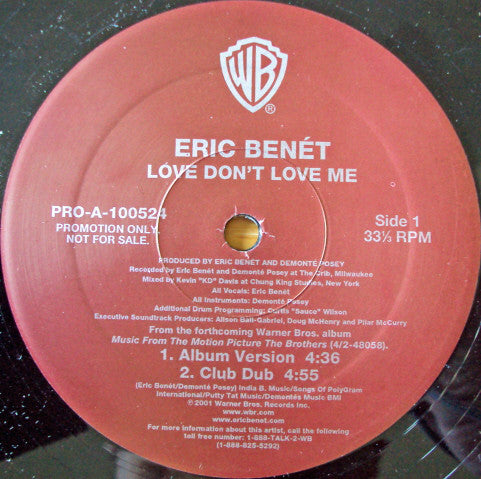 WB
®
ERIC BENÉT
LOVE DON'T LOVE ME
PRO-A-100524
PROMOTION ONLY.
NOT FOR SALE.
Side 1
33⅓ RPM
PRODUCED BY ERIC BENÉT AND DEMONTÉ POSEY
Recorded by Eric Benét and Demonté Posey at The Crib, Milwaukee
Mixed by Kevin "KD" Davis at Chung King Studios, New York
All Vocals: Eric Benét
All Instruments: Demonté Posey
Additional Drum Programming: Curtis "Sauce" Wilson
Executive Soundtrack Producers: Alison Ball-Gabriel, Doug McHenry and Pilar McCurry
From the forthcoming Warner Bros. album
Music From The Motion Picture The Brothers (4/2-48058).
1. Album Version 4:36
2. Club Dub 4:55
(Eric Benét/Demonté Posey) India B. Music/Songs Of PolyGram
International/Putty Tat Music/Demontés Music BMI
℗©2001 Warner Bros. Records Inc.
www.wbr.com
www.ericbenet.com
For more information about this artist, call the following
toll free number: 1-888-TALK-2-WB
(1-888-825-5292)